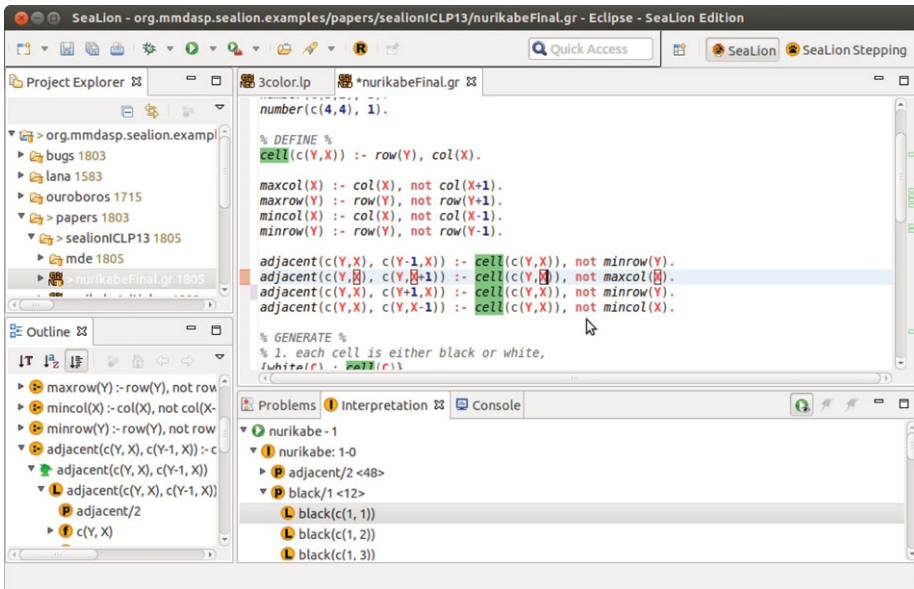 SeaLion - org.mmdasp.sealion.examples/papers/sealionICLP13/nurikabeFinal.gr - Eclipse - SeaLion Edition
Quick Access
SeaLion
SeaLion Stepping
Project Explorer
> org.mmdasp.sealion.exampl
bugs 1803
lana 1583
ouroboros 1715
> papers 1803
> sealionICLP13 1805
mde 1805
> nurikabeFinal.gr 1805
Outline
maxrow(Y) :- row(Y), not row
mincol(X) :- col(X), not col(X-
minrow(Y) :- row(Y), not row
adjacent(c(Y, X), c(Y-1, X)) :- c
adjacent(c(Y, X), c(Y-1, X))
adjacent(c(Y, X), c(Y-1, X))
adjacent/2
c(Y, X)
3color.lp
*nurikabeFinal.gr
number(c(4,4), 1).
% DEFINE %
cell(c(Y,X)) :- row(Y), col(X).
maxcol(X) :- col(X), not col(X+1).
maxrow(Y) :- row(Y), not row(Y+1).
mincol(X) :- col(X), not col(X-1).
minrow(Y) :- row(Y), not row(Y-1).
adjacent(c(Y,X), c(Y-1,X)) :- cell(c(Y,X)), not minrow(Y).
adjacent(c(Y,X), c(Y,X+1)) :- cell(c(Y,X)), not maxcol(X).
adjacent(c(Y,X), c(Y+1,X)) :- cell(c(Y,X)), not minrow(Y).
adjacent(c(Y,X), c(Y,X-1)) :- cell(c(Y,X)), not mincol(X).
% GENERATE %
% 1. each cell is either black or white,
{white(C) : cell(C)}
Problems
Interpretation
Console
nurikabe - 1
nurikabe: 1-0
adjacent/2 <48>
black/1 <12>
black(c(1, 1))
black(c(1, 2))
black(c(1, 3))